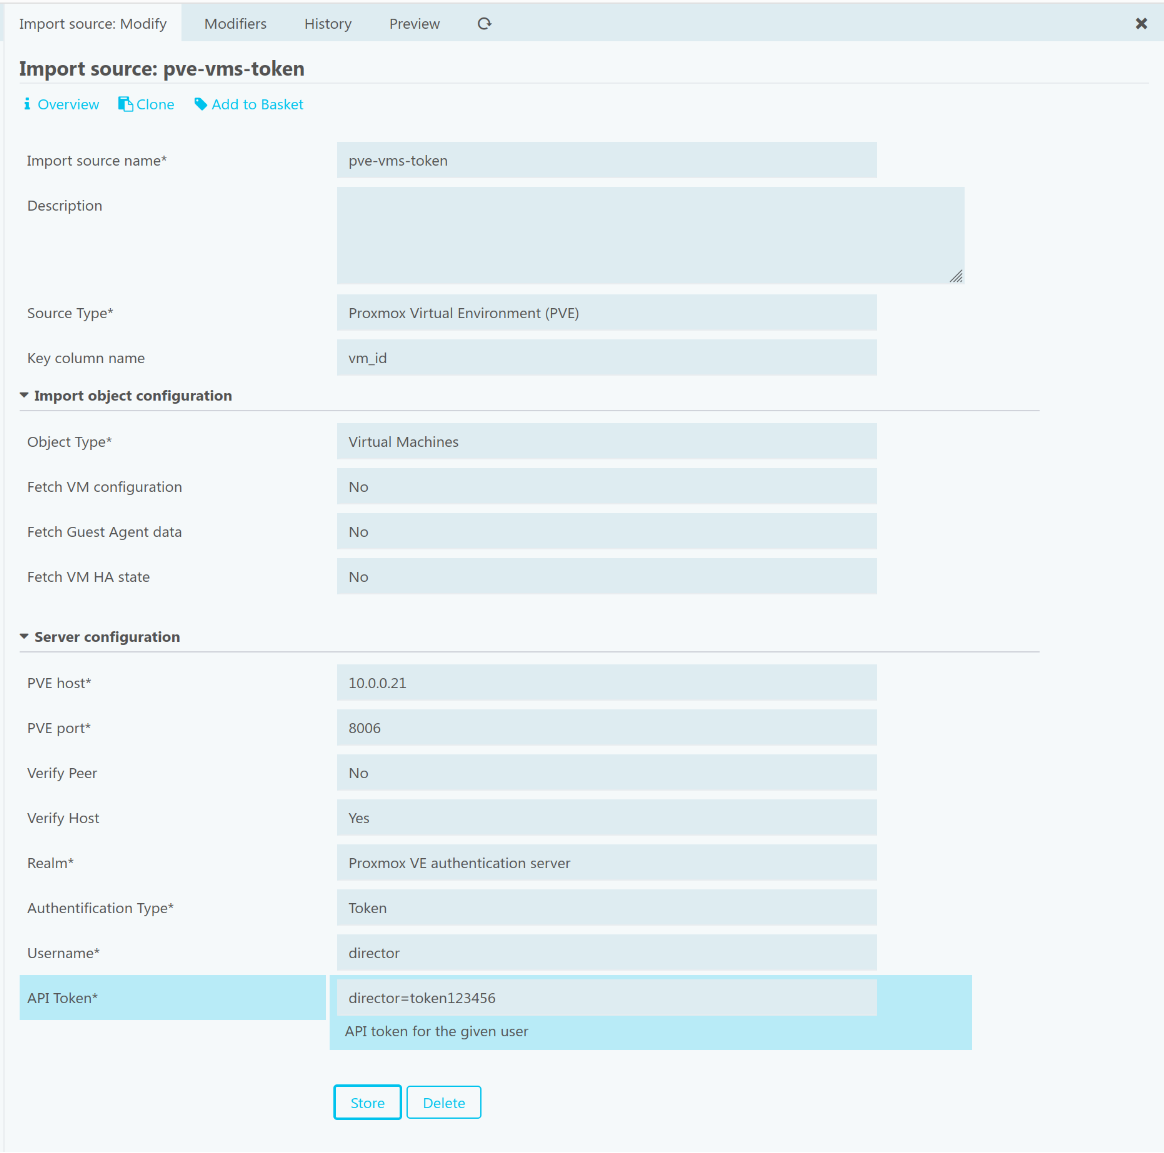 Import source: Modify Modifiers History Preview
Import source: pve-vms-token
Overview Clone Add to Basket
Import source name* pve-vms-token
Description
Source Type* Proxmox Virtual Environment (PVE)
Key column name vm_id
Import object configuration
Object Type* Virtual Machines
Fetch VM configuration No
Fetch Guest Agent data No
Fetch VM HA state No
Server configuration
PVE host* 10.0.0.21
PVE port* 8006
Verify Peer No
Verify Host Yes
Realm* Proxmox VE authentication server
Authentification Type* Token
Username* director
API Token* director=token123456
API token for the given user
Store Delete